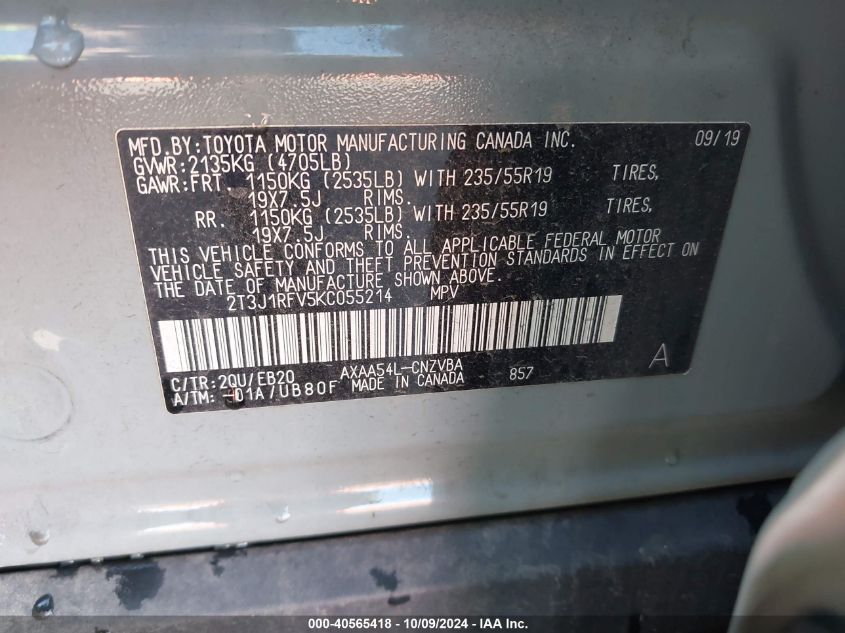 MFD.BY:TOYOTA MOTOR MANUFACTURING CANADA INC. 09/19
GVWR:2135KG (4705LB)
GAWR:FRT. 1150KG (2535LB) WITH 235/55R19 TIRES,
19X7.5J RIMS.
RR. 1150KG (2535LB) WITH 235/55R19 TIRES,
19X7.5J RIMS.
THIS VEHICLE CONFORMS TO ALL APPLICABLE FEDERAL MOTOR
VEHICLE SAFETY AND THEFT PREVENTION STANDARDS IN EFFECT ON
THE DATE OF MANUFACTURE SHOWN ABOVE.
2T3J1RFV5KC055214 MPV
A
C/TR:2QU/EB20 AXAA54L-CNZVBA
A/TM:-01A/UB80F MADE IN CANADA 857
000-40565418 - 10/09/2024 - IAA Inc.